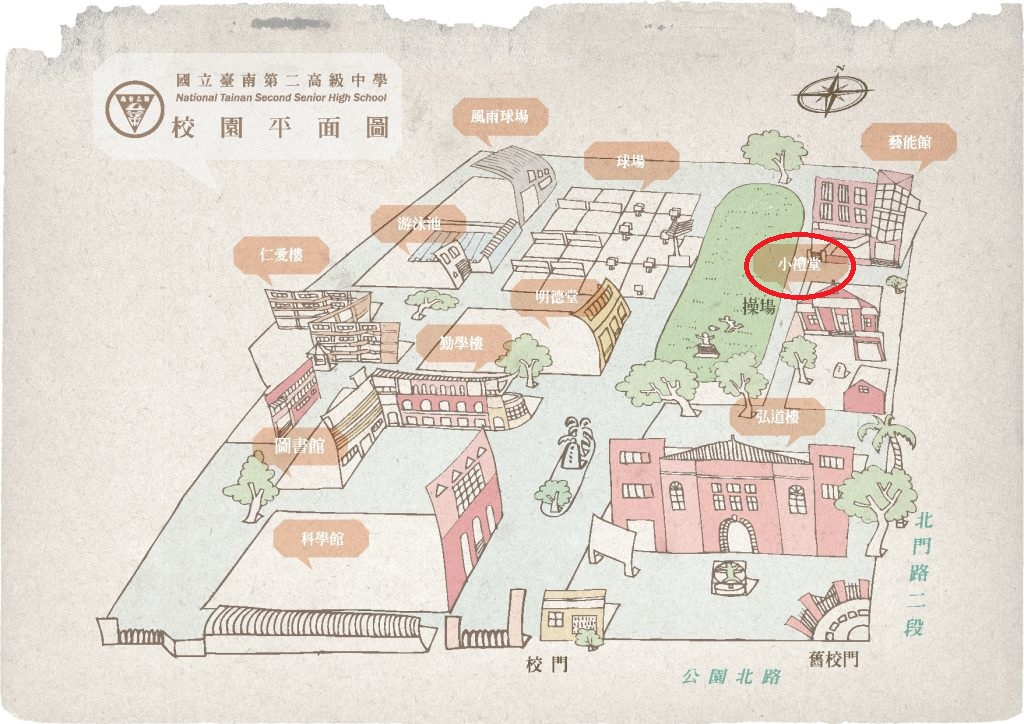 國立臺南第二高級中學
National Tainan Second Senior High School
校園平面圖
N
風雨球場
藝能館
球場
游泳池
仁愛樓
小禮堂
明德堂
操場
勤學樓
弘道樓
圖書館
科學館
北門路二段
校門
舊校門
公園北路